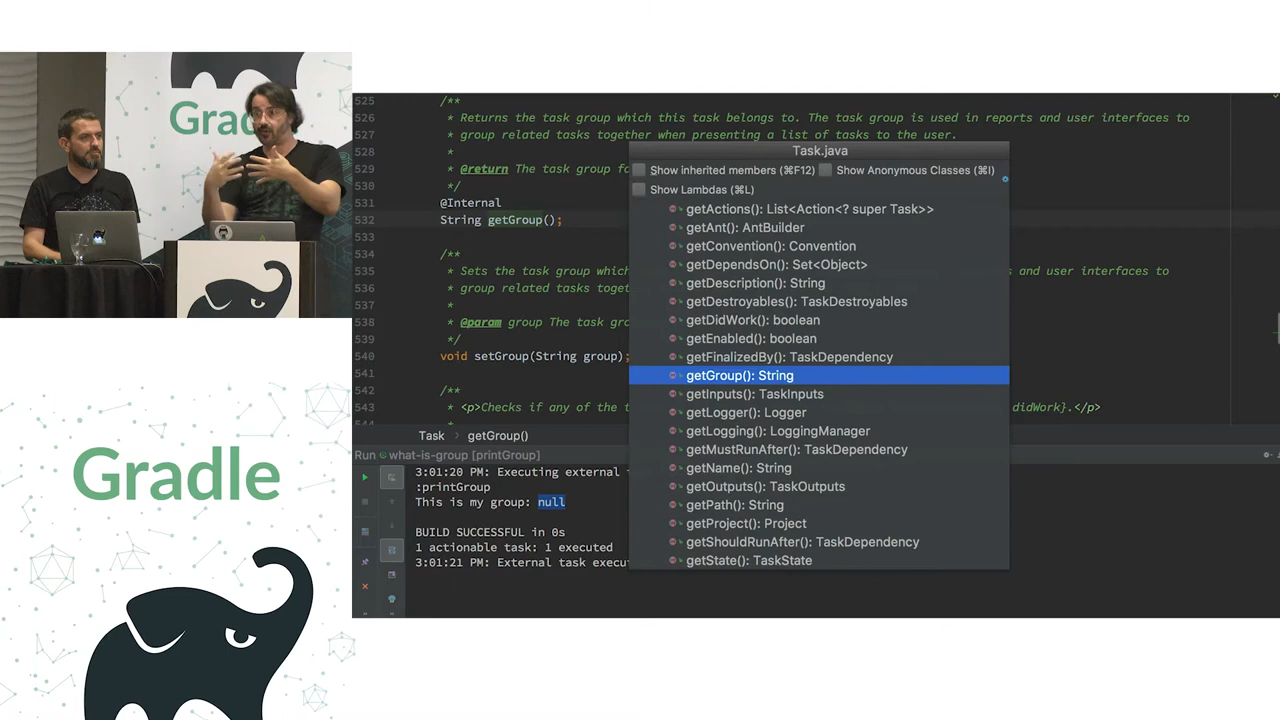 Grad
Gradle
525 /**
526 * Returns the task group which this task belongs to. The task group is used in reports and user interfaces to
527 * group related tasks together when presenting a list of tasks to the user.
528 *
529 * @return The task group fo
530 */
531 @Internal
532 String getGroup();
533
534 /**
535 * Sets the task group whic s and user interfaces to
536 * group related tasks toget
537 *
538 * @param group The task gro
539 */
540 void setGroup(String group);
541
542 /**
543 * <p>Checks if any of the t didWork}.</p>
Task.java
Show inherited members (⌘F12) Show Anonymous Classes (⌘I)
Show Lambdas (⌘L)
getActions(): List<Action<? super Task>>
getAnt(): AntBuilder
getConvention(): Convention
getDependsOn(): Set<Object>
getDescription(): String
getDestroyables(): TaskDestroyables
getDidWork(): boolean
getEnabled(): boolean
getFinalizedBy(): TaskDependency
getGroup(): String
getInputs(): TaskInputs
getLogger(): Logger
getLogging(): LoggingManager
getMustRunAfter(): TaskDependency
getName(): String
getOutputs(): TaskOutputs
getPath(): String
getProject(): Project
getShouldRunAfter(): TaskDependency
getState(): TaskState
Task > getGroup()
Run what-is-group [printGroup]
3:01:20 PM: Executing external t
:printGroup
This is my group: null
BUILD SUCCESSFUL in 0s
1 actionable task: 1 executed
3:01:21 PM: External task execu